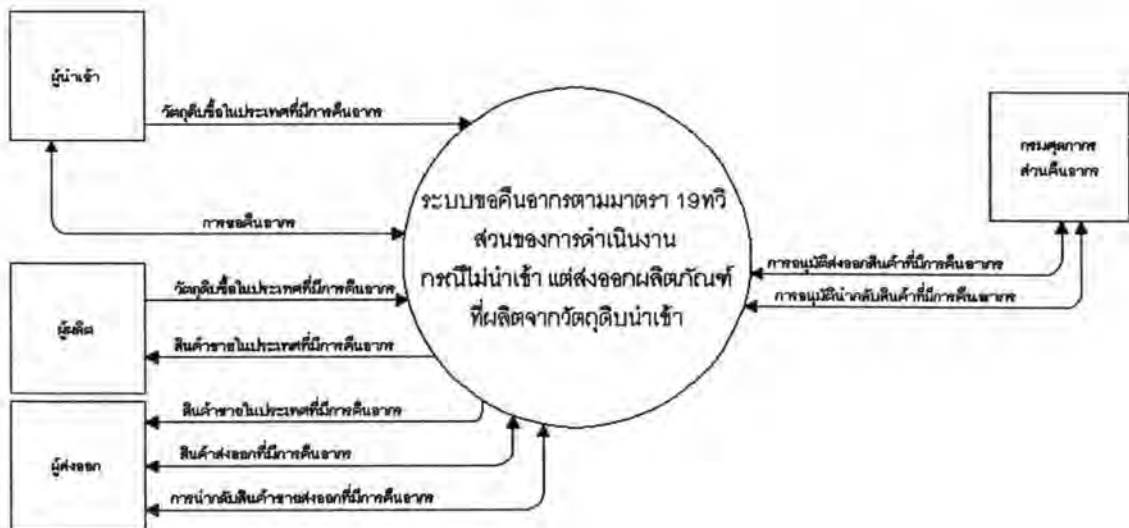 ผู้นำเข้า
วัตถุดิบซื้อในประเทศที่มีการคืนอากร
การขอคืนอากร
ระบบขอคืนอากรตามมาตรา 19ทวิ
ส่วนของการดำเนินงาน
กรณีไม่นำเข้า แต่ส่งออกผลิตภัณฑ์
ที่ผลิตจากวัตถุดิบนำเข้า
กรมศุลกากร
ส่วนคืนอากร
การอนุมัติส่งออกสินค้าที่มีการคืนอากร
การอนุมัตินำกลับสินค้าที่มีการคืนอากร
ผู้ผลิต
วัตถุดิบซื้อในประเทศที่มีการคืนอากร
สินค้าขายในประเทศที่มีการคืนอากร
ผู้ส่งออก
สินค้าขายในประเทศที่มีการคืนอากร
สินค้าส่งออกที่มีการคืนอากร
การนำกลับสินค้าขายส่งออกที่มีการคืนอากร